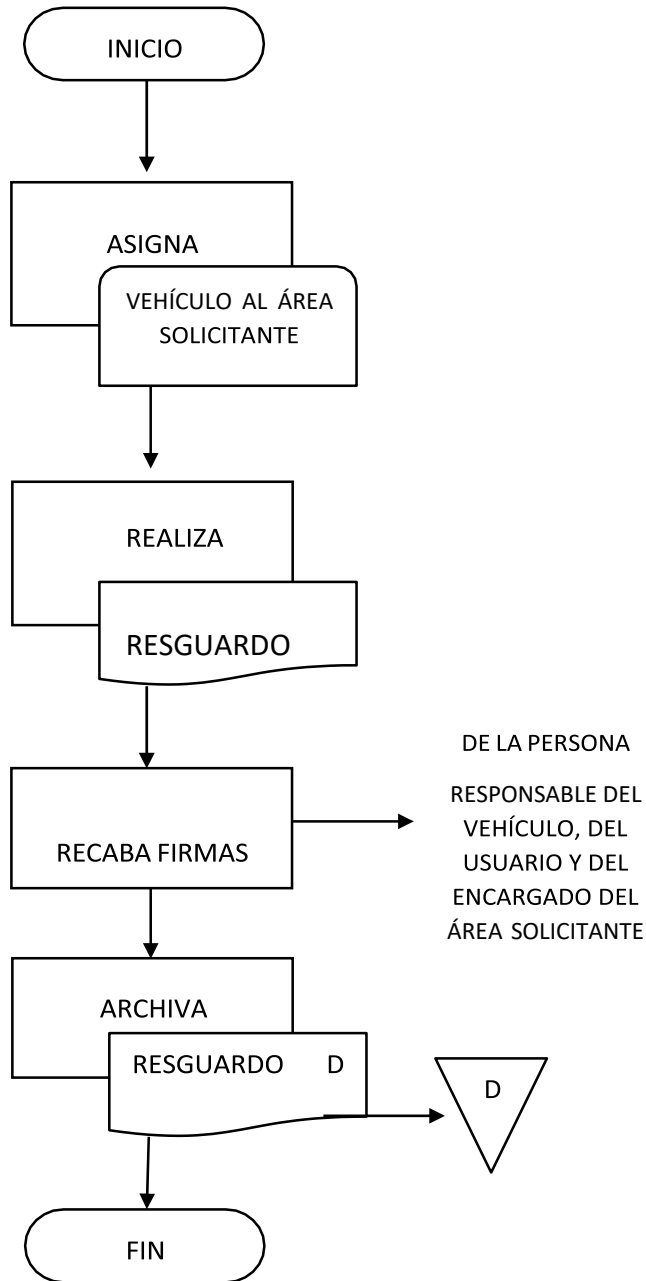 INICIO
ASIGNA
VEHÍCULO AL ÁREA
SOLICITANTE
REALIZA
RESGUARDO
RECABA FIRMAS
DE LA PERSONA
RESPONSABLE DEL
VEHÍCULO, DEL
USUARIO Y DEL
ENCARGADO DEL
ÁREA SOLICITANTE
ARCHIVA
RESGUARDO D
D
FIN